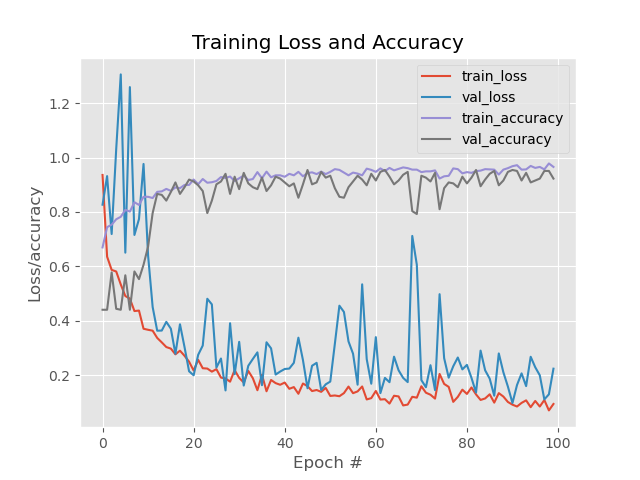 Training Loss and Accuracy
train_loss
val_loss
train_accuracy
val_accuracy
Loss/accuracy
1.2
1.0
0.8
0.6
0.4
0.2
0 20 40 60 80 100
Epoch #